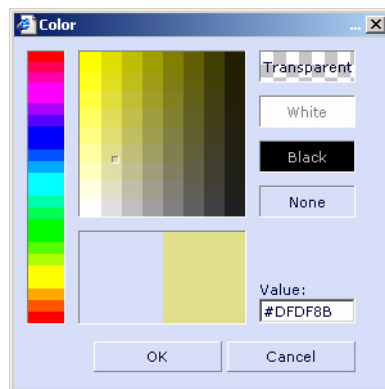 Color ...
Transparent
White
Black
None
Value:
#DFDF8B
OK Cancel